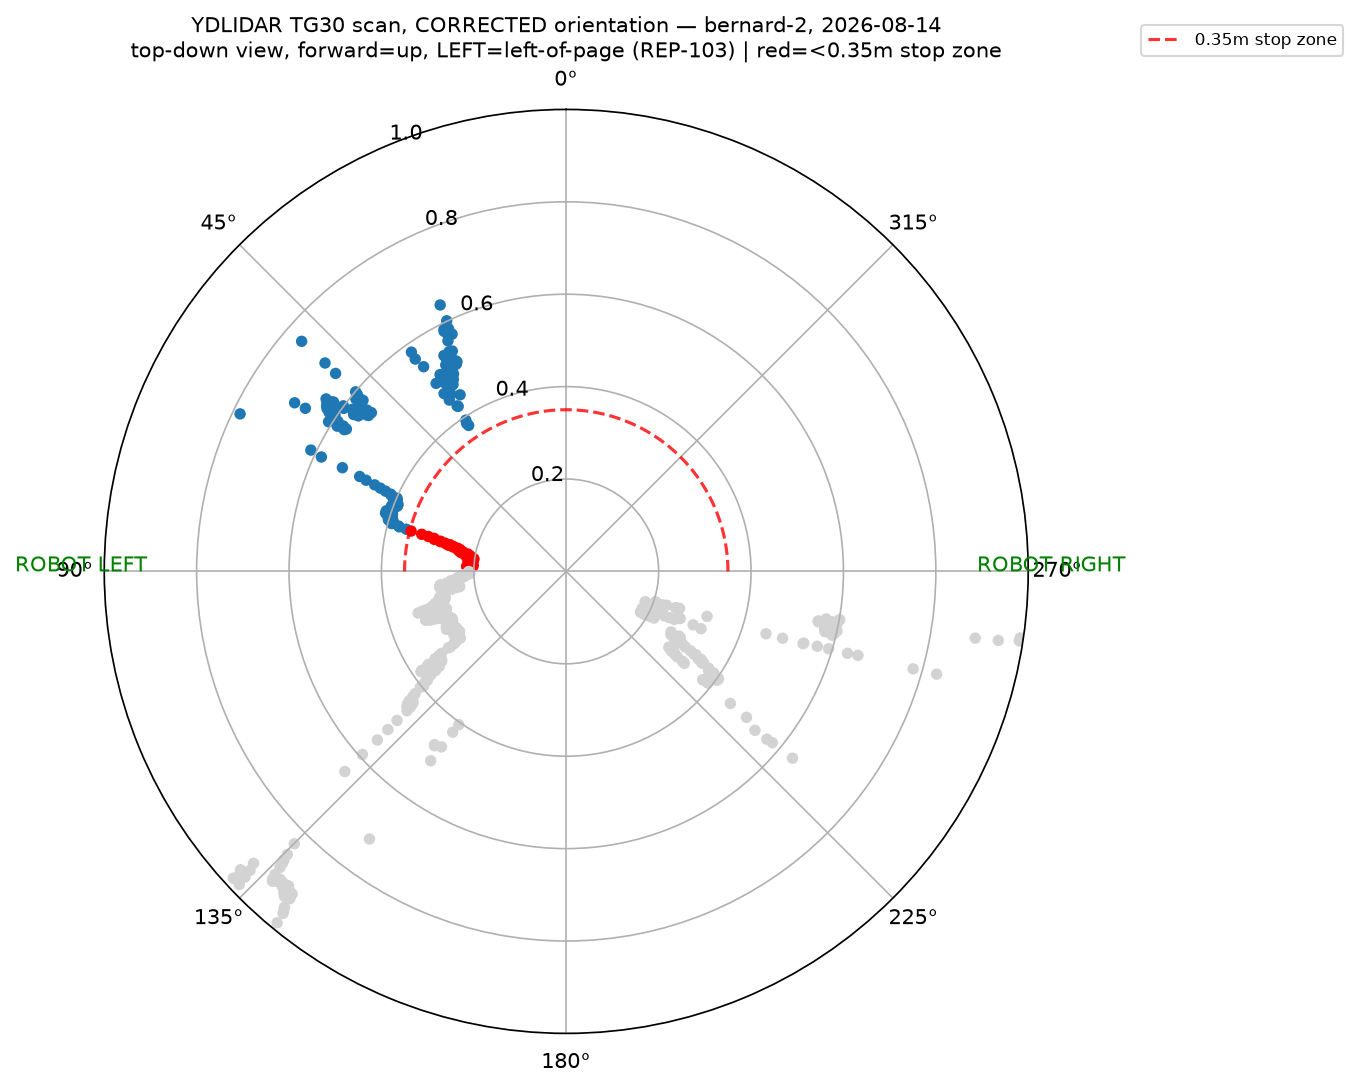 YDLIDAR TG30 scan, CORRECTED orientation — bernard-2, 2026-08-14
top-down view, forward=up, LEFT=left-of-page (REP-103) | red=<0.35m stop zone
0.35m stop zone
0°
1.0
45°
0.8
315°
0.6
0.4
0.2
ROBOT LEFT
90°
ROBOT RIGHT
270°
135°
225°
180°